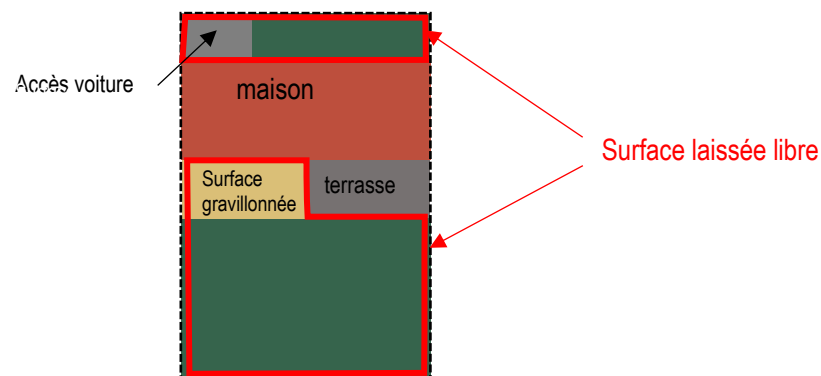 Accès voiture
maison
Surface laissée libre
Surface
gravillonnée
terrasse